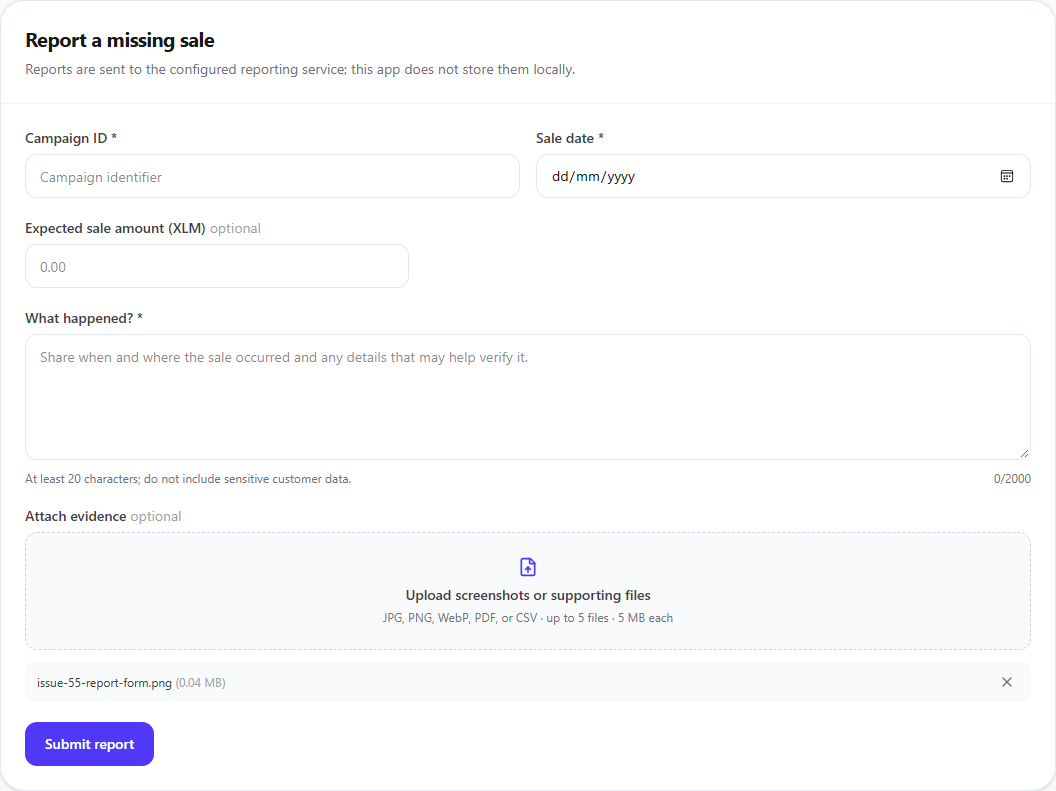 Report a missing sale
Reports are sent to the configured reporting service; this app does not store them locally.
Campaign ID *
Sale date *
Campaign identifier
dd/mm/yyyy
Expected sale amount (XLM) optional
0.00
What happened? *
Share when and where the sale occurred and any details that may help verify it.
At least 20 characters; do not include sensitive customer data.
0/2000
Attach evidence optional
Upload screenshots or supporting files
JPG, PNG, WebP, PDF, or CSV · up to 5 files · 5 MB each
issue-55-report-form.png (0.04 MB)
Submit report